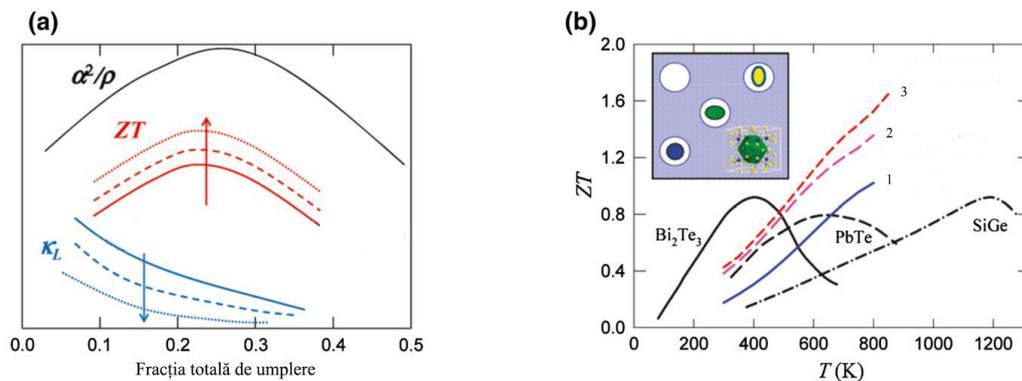 (a)
α²/ρ
ZT
κL
0.0 0.1 0.2 0.3 0.4 0.5
Fracția totală de umplere
(b)
2.0
1.6
1.2
0.8
0.4
0.0
ZT
3
2
1
Bi₂Te₃
PbTe
SiGe
0 200 400 600 800 1000 1200
T (K)